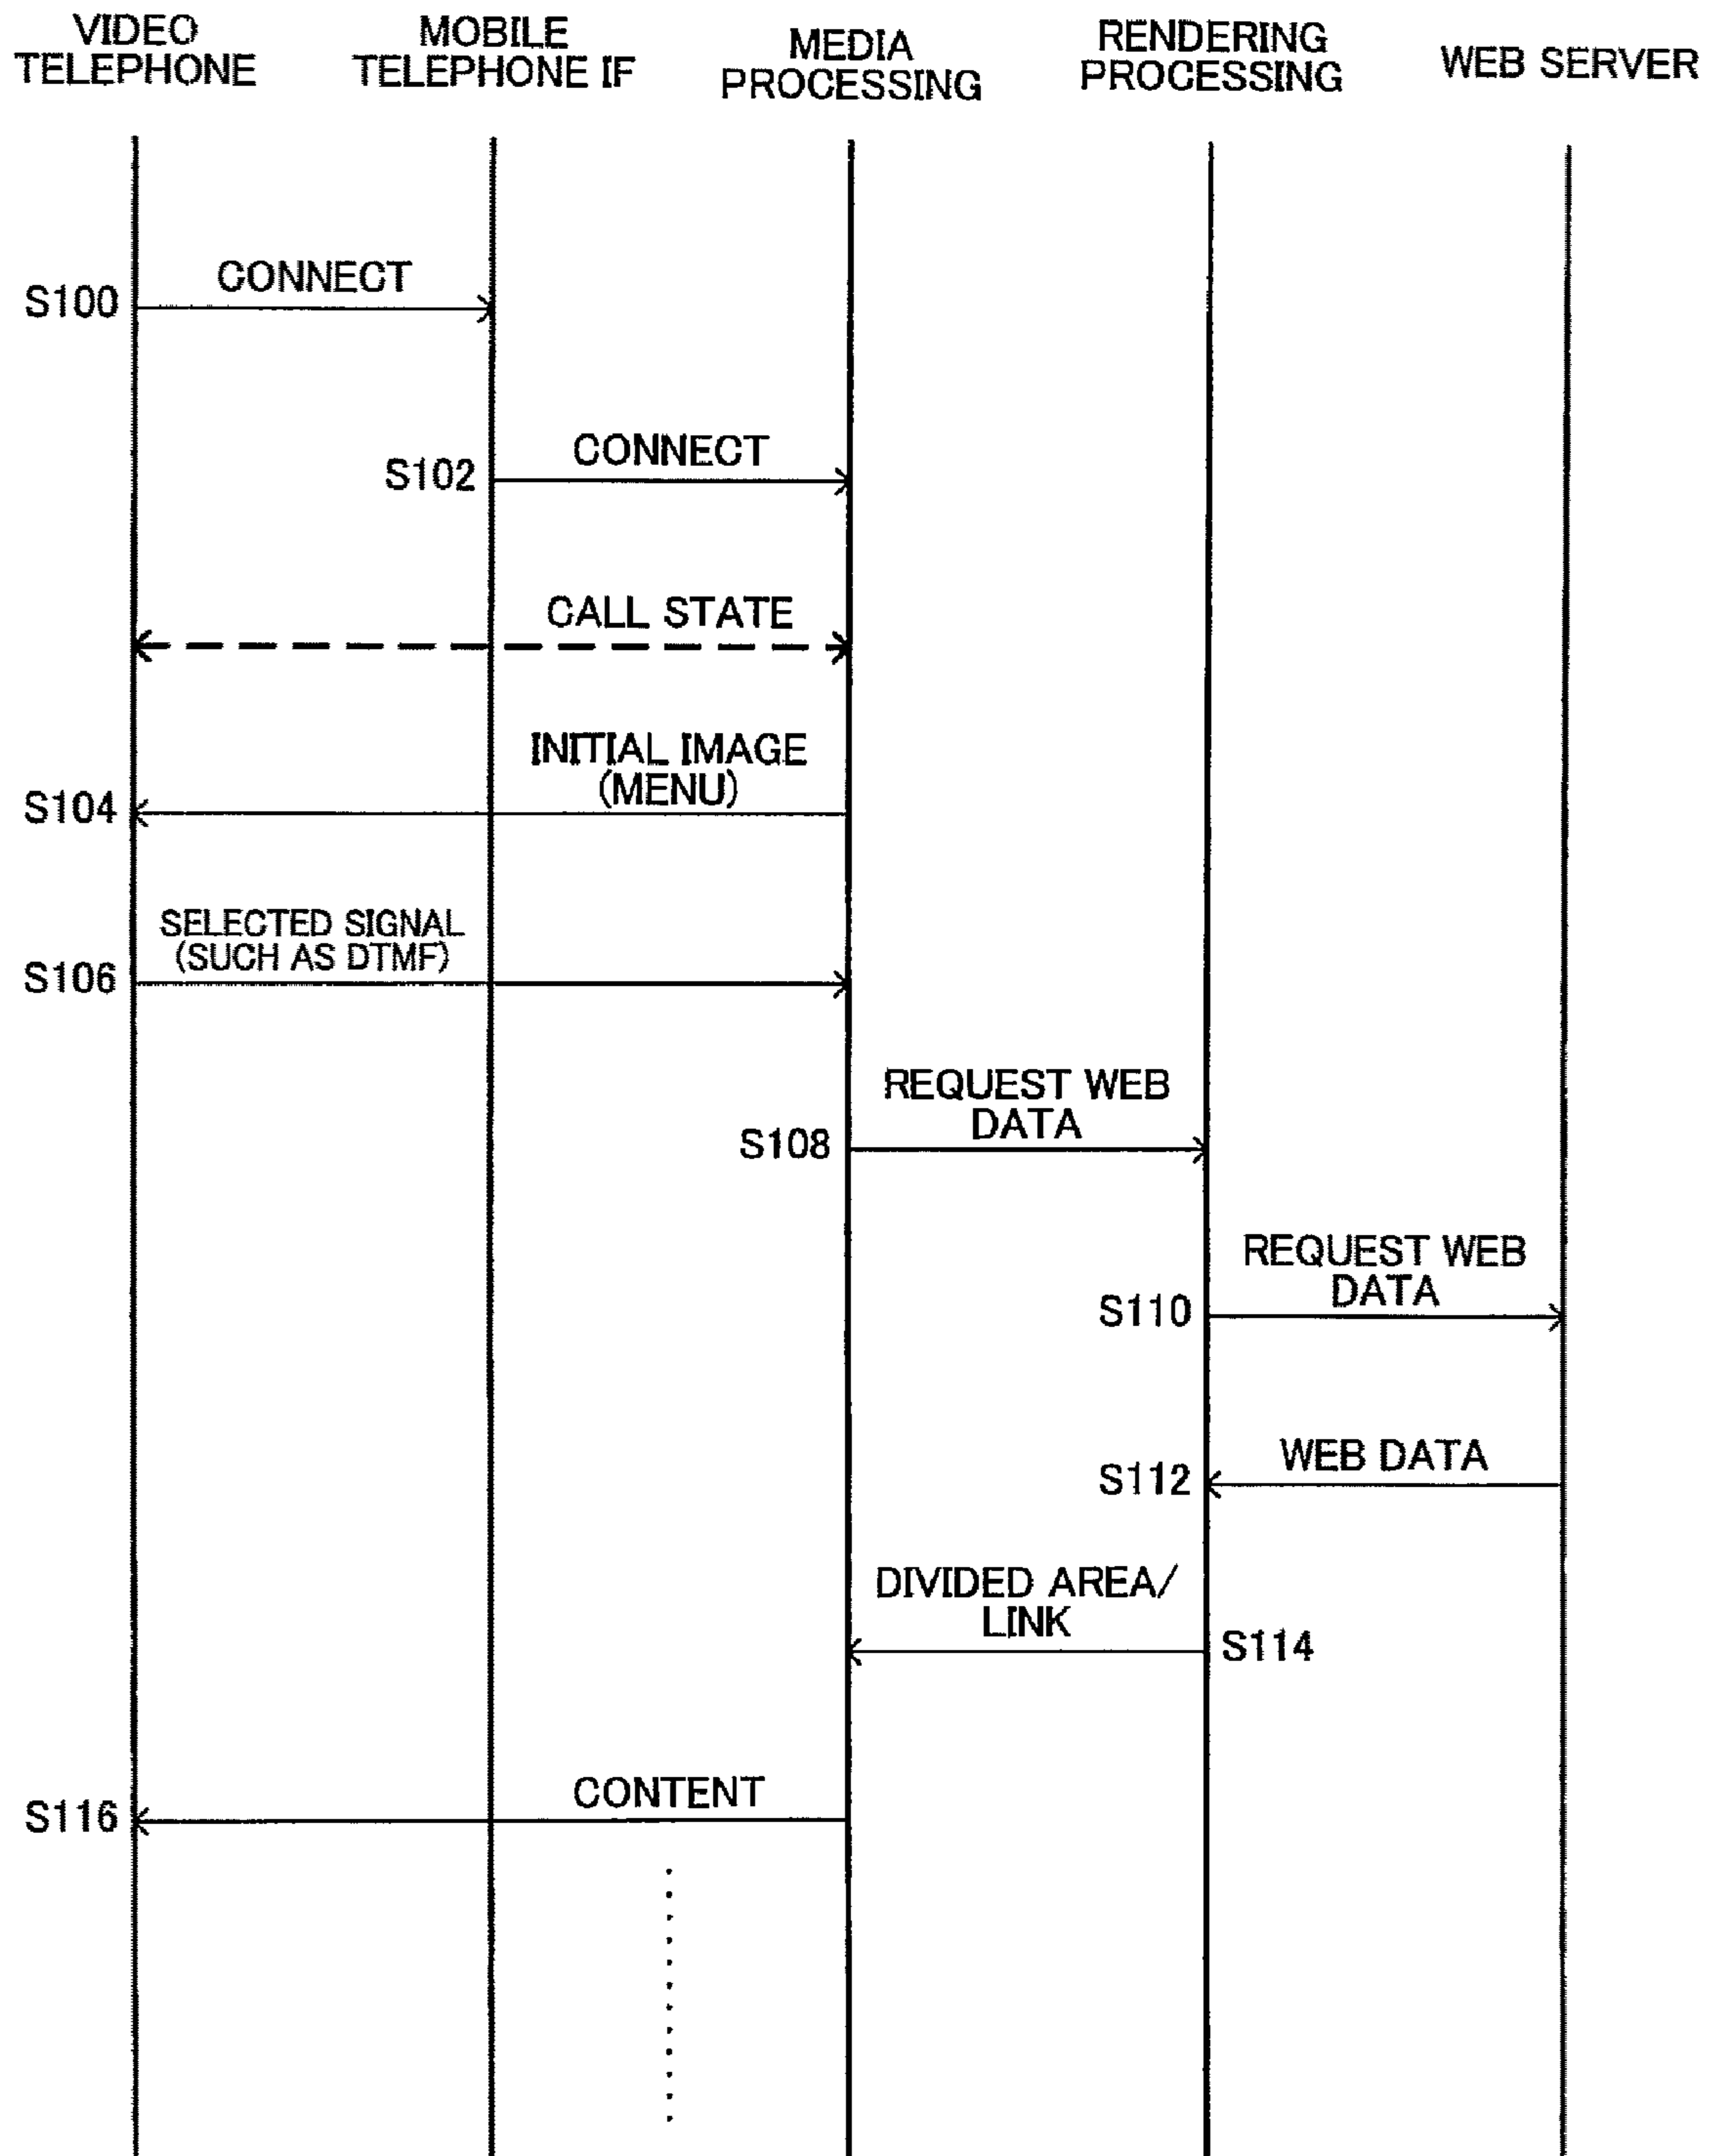 VIDEO
TELEPHONE
MOBILE
TELEPHONE IF
MEDIA
PROCESSING
RENDERING
PROCESSING
WEB SERVER
CONNECT
S100
CONNECT
S102
CALL STATE
INITIAL IMAGE
(MENU)
S104
SELECTED SIGNAL
(SUCH AS DTMF)
S106
REQUEST WEB
DATA
S108
REQUEST WEB
DATA
S110
WEB DATA
S112
DIVIDED AREA/
LINK
S114
CONTENT
S116